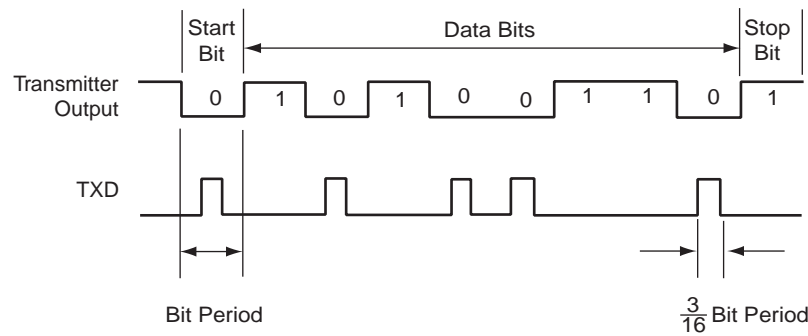 Start
Bit
Data Bits
Stop
Bit
Transmitter
Output
0 1 0 1 0 0 1 1 0 1
TXD
Bit Period
3/16 Bit Period